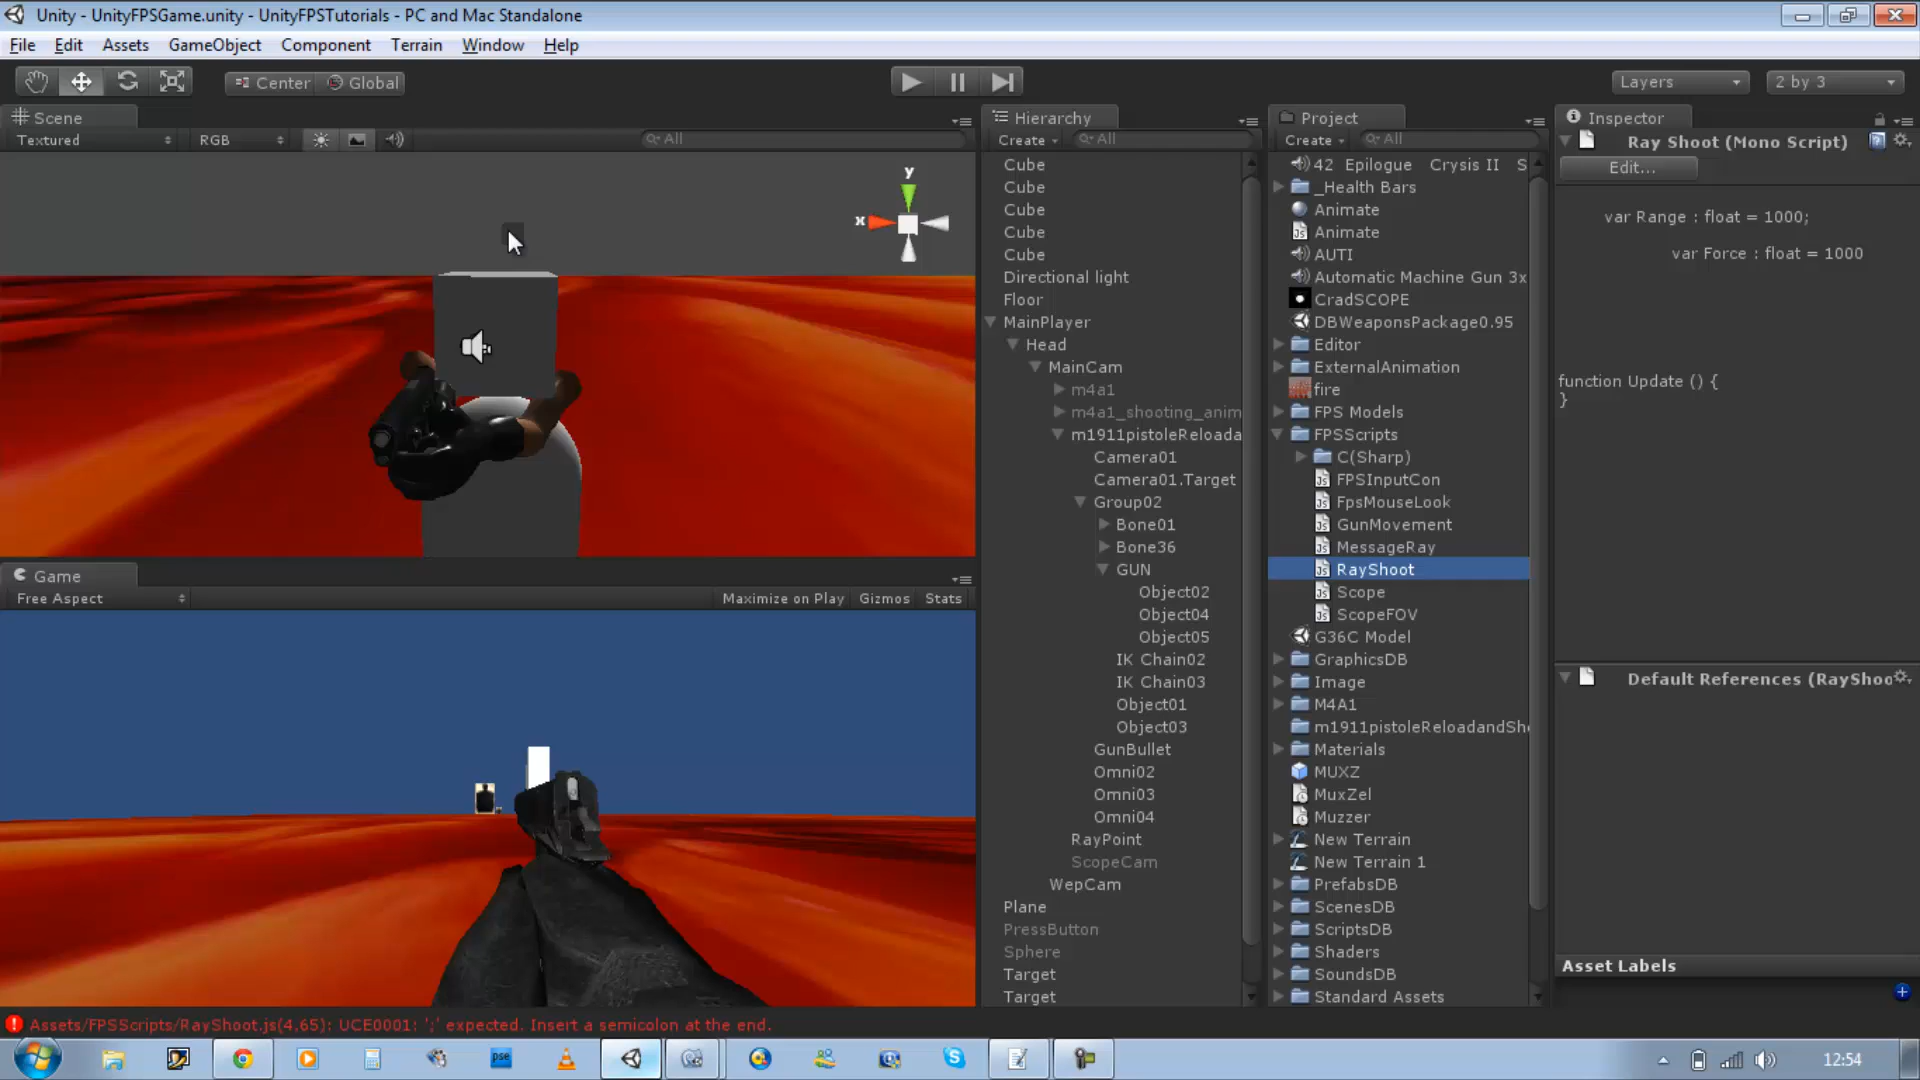 Unity - UnityFPSGame.unity - UnityFPSTutorials - PC and Mac Standalone
File Edit Assets GameObject Component Terrain Window Help
Center Global
Layers
2 by 3
Scene
Textured
RGB
All
y
x
Game
Free Aspect
Maximize on Play Gizmos Stats
Hierarchy
Create
All
Cube
Cube
Cube
Cube
Cube
Directional light
Floor
MainPlayer
Head
MainCam
m4a1
m4a1_shooting_anim
m1911pistoleReloada
Camera01
Camera01.Target
Group02
Bone01
Bone36
GUN
Object02
Object04
Object05
IK Chain02
IK Chain03
Object01
Object03
GunBullet
Omni02
Omni03
Omni04
RayPoint
ScopeCam
WepCam
Plane
PressButton
Sphere
Target
Target
Project
Create
All
42 Epilogue Crysis II S
_Health Bars
Animate
Animate
AUTI
Automatic Machine Gun 3x
CradSCOPE
DBWeaponsPackage0.95
Editor
ExternalAnimation
fire
FPS Models
FPSScripts
C(Sharp)
FPSInputCon
FpsMouseLook
GunMovement
MessageRay
RayShoot
Scope
ScopeFOV
G36C Model
GraphicsDB
Image
M4A1
m1911pistoleReloadandSh
Materials
MUXZ
MuxZel
Muzzer
New Terrain
New Terrain 1
PrefabsDB
ScenesDB
ScriptsDB
Shaders
SoundsDB
Standard Assets
Inspector
Ray Shoot (Mono Script)
Edit...
var Range : float = 1000;
var Force : float = 1000
function Update () {
}
Default References (RayShoo
Asset Labels
Assets/FPSScripts/RayShoot.js(4,65): UCE0001: ';' expected. Insert a semicolon at the end.
pse
12:54